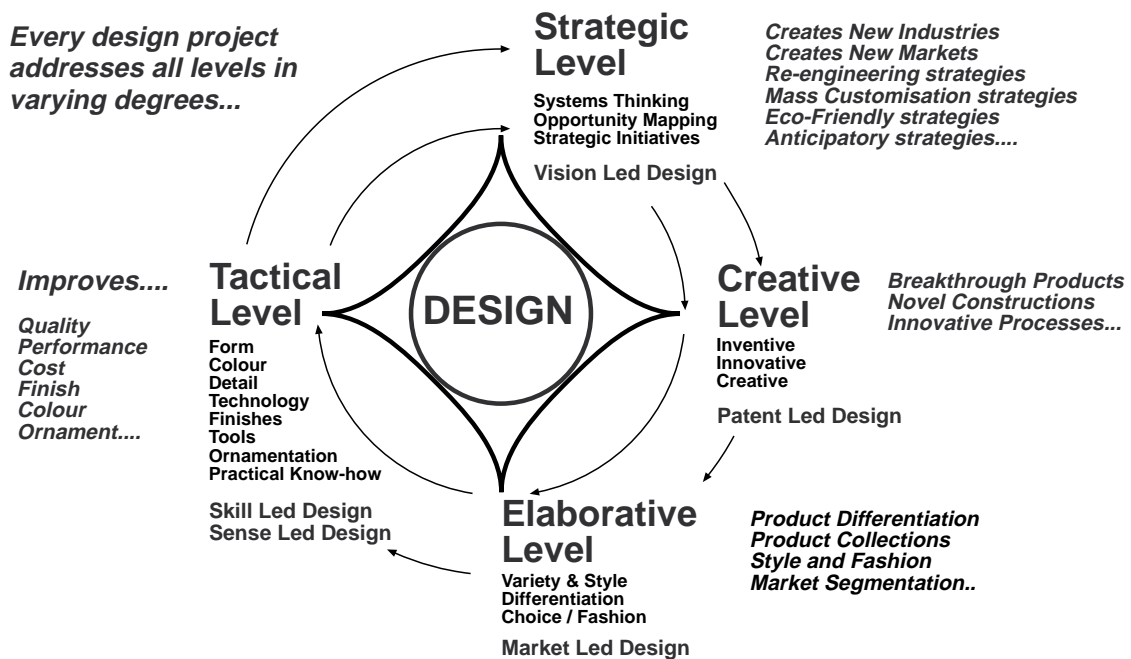 Every design project
addresses all levels in
varying degrees...
Strategic
Level
Systems Thinking
Opportunity Mapping
Strategic Initiatives
Vision Led Design
Creates New Industries
Creates New Markets
Re-engineering strategies
Mass Customisation strategies
Eco-Friendly strategies
Anticipatory strategies....
Improves....
Quality
Performance
Cost
Finish
Colour
Ornament....
Tactical
Level
Form
Colour
Detail
Technology
Finishes
Tools
Ornamentation
Practical Know-how
Skill Led Design
Sense Led Design
DESIGN
Creative
Level
Inventive
Innovative
Creative
Patent Led Design
Breakthrough Products
Novel Constructions
Innovative Processes...
Elaborative
Level
Variety & Style
Differentiation
Choice / Fashion
Market Led Design
Product Differentiation
Product Collections
Style and Fashion
Market Segmentation..